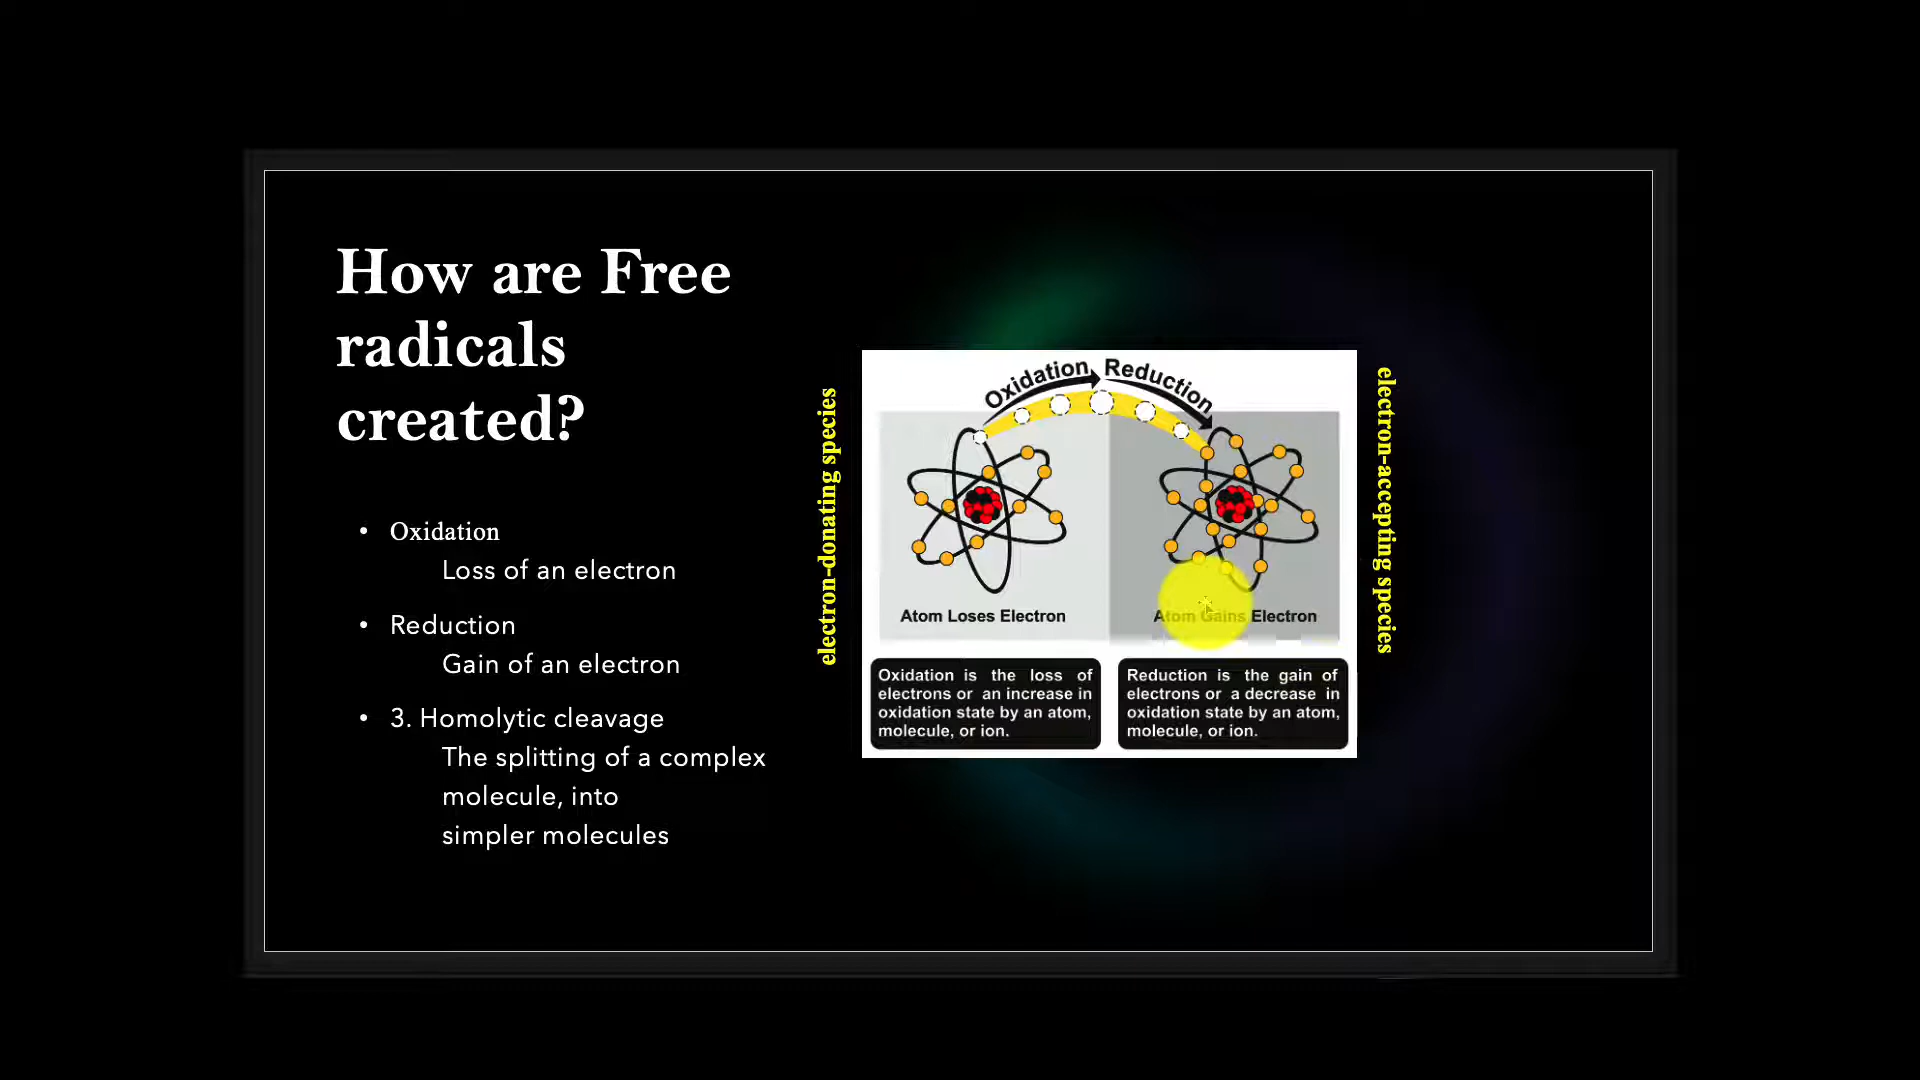 How are Free
radicals
created?
• Oxidation
Loss of an electron
• Reduction
Gain of an electron
• 3. Homolytic cleavage
The splitting of a complex
molecule, into
simpler molecules
electron-donating species
Oxidation Reduction
Atom Loses Electron
Atom Gains Electron
Oxidation is the loss of
electrons or an increase in
oxidation state by an atom,
molecule, or ion.
Reduction is the gain of
electrons or a decrease in
oxidation state by an atom,
molecule, or ion.
electron-accepting species